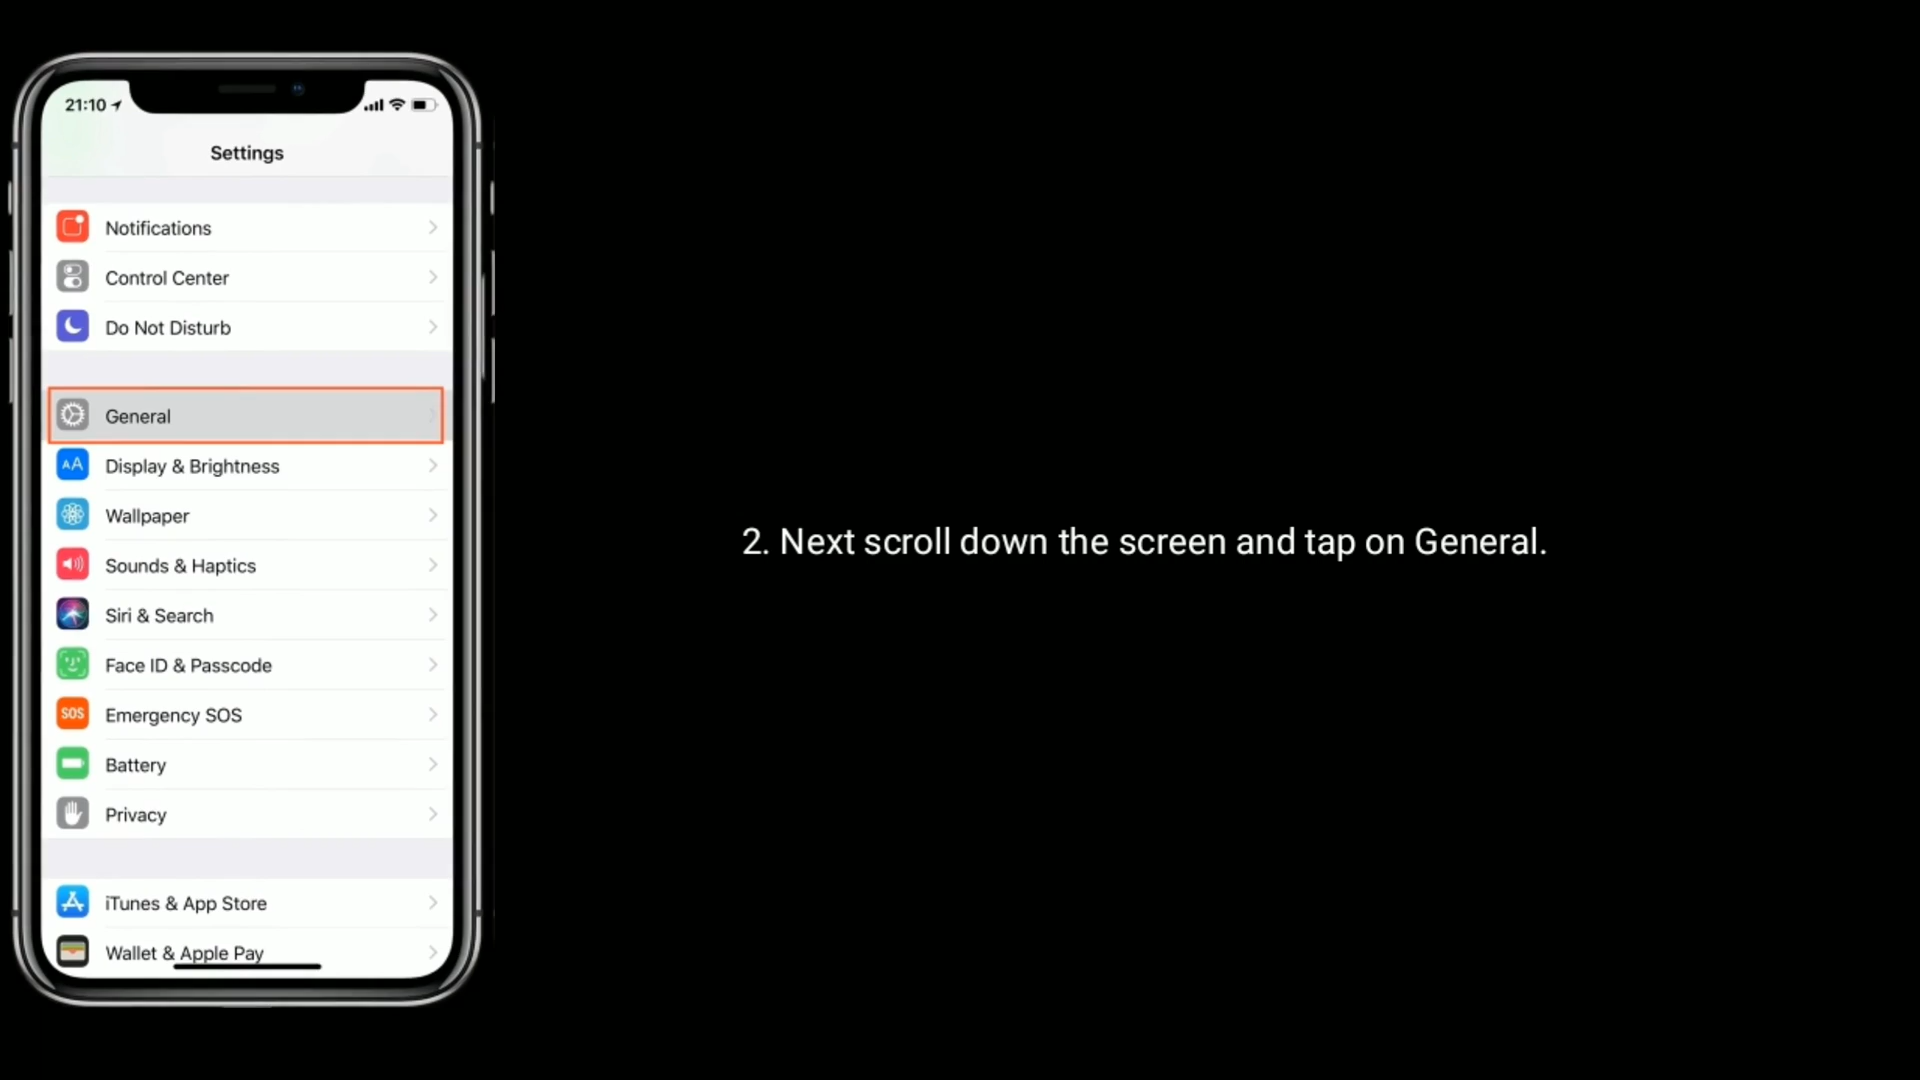 21:10
Settings
Notifications
Control Center
Do Not Disturb
General
AA
Display & Brightness
Wallpaper
Sounds & Haptics
Siri & Search
Face ID & Passcode
SOS
Emergency SOS
Battery
Privacy
iTunes & App Store
Wallet & Apple Pay
2. Next scroll down the screen and tap on General.